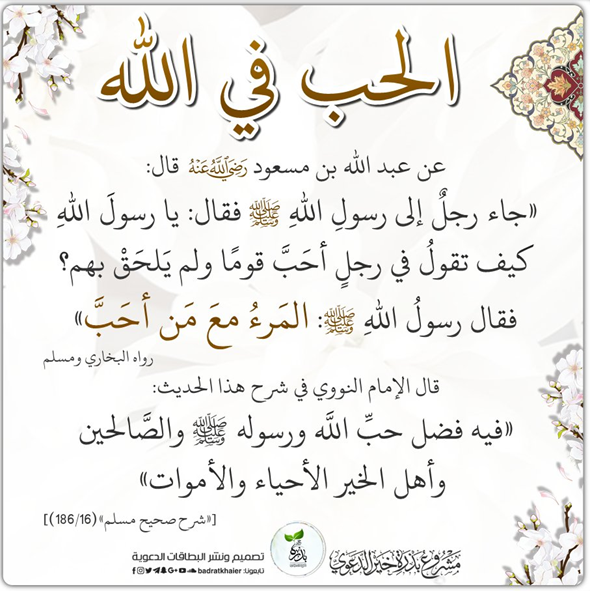 الحب في الله
عن عبد الله بن مسعود رَضِيَ اللَّهُ عَنْهُ قال:
«جاء رجلٌ إلى رسولِ اللهِ ﷺ فقال: يا رسولَ اللهِ
كيف تقولُ في رجلٍ أحَبَّ قومًا ولم يَلحَقْ بهم؟
فقال رسولُ اللهِ ﷺ: المَرءُ معَ مَن أحَبَّ»
رواه البخاري ومسلم
قال الإمام النووي في شرح هذا الحديث:
«فيه فضل حبِّ اللَّه ورسوله ﷺ والصَّالحين
وأهل الخير الأحياء والأموات»
[«شرح صحيح مسلم» (186/16)]
مشروع بذرة خير الدعوي
بذرة
تصميم ونشر البطاقات الدعوية
تابعونا: badratkhaier